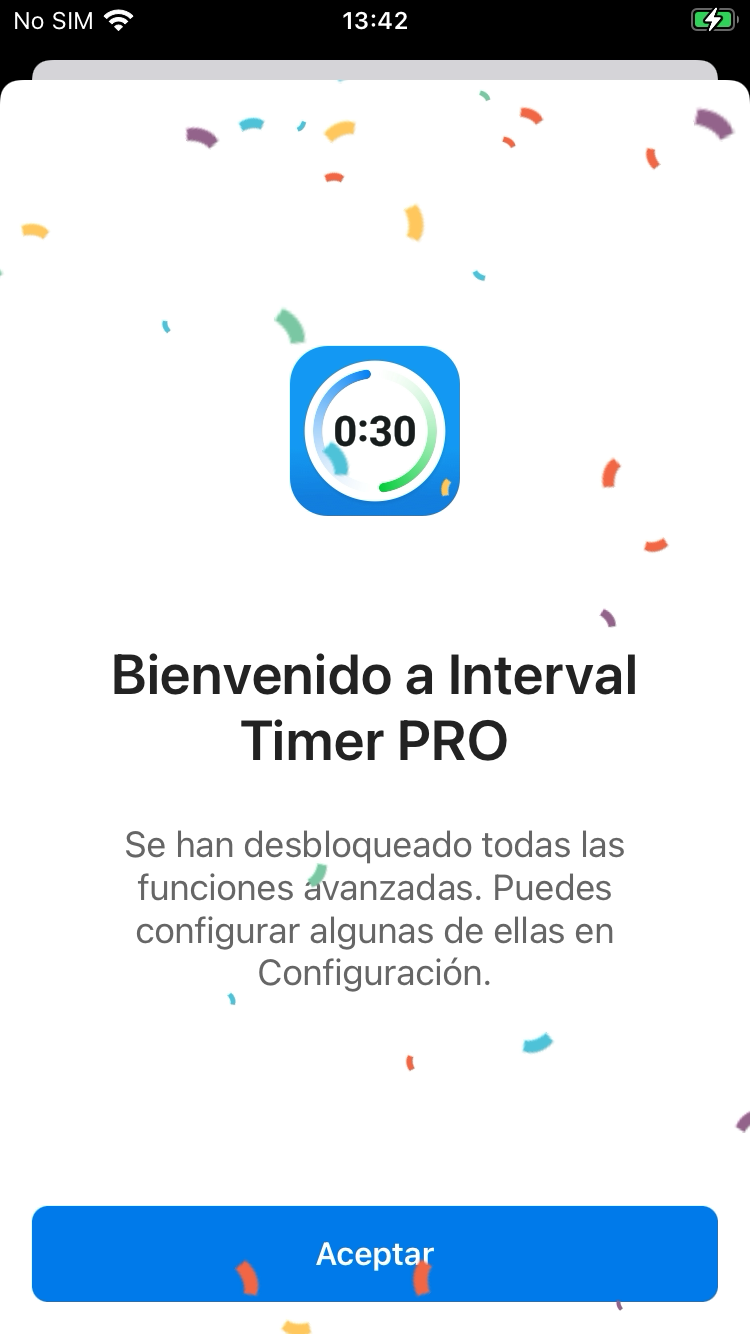 No SIM 13:42
0:30
Bienvenido a Interval
Timer PRO
Se han desbloqueado todas las
funciones avanzadas. Puedes
configurar algunas de ellas en
Configuración.
Aceptar